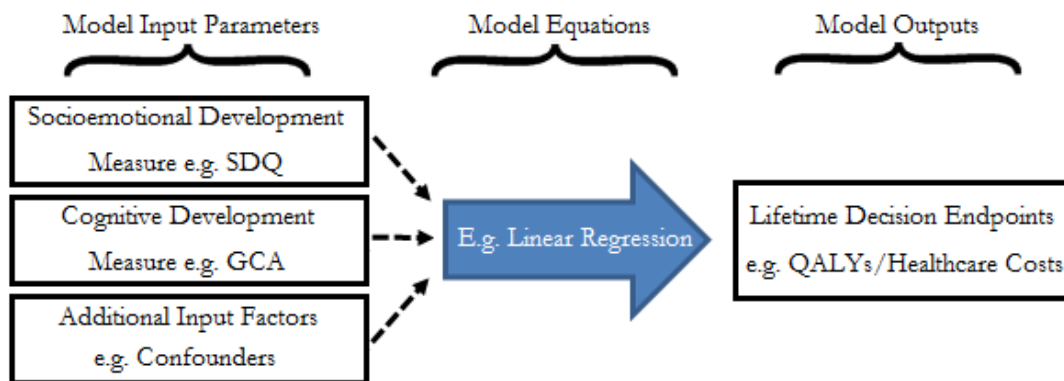 Model Input Parameters
Model Equations
Model Outputs
Socioemotional Development
Measure e.g. SDQ
Cognitive Development
Measure e.g. GCA
Additional Input Factors
e.g. Confounders
E.g. Linear Regression
Lifetime Decision Endpoints
e.g. QALYs/Healthcare Costs